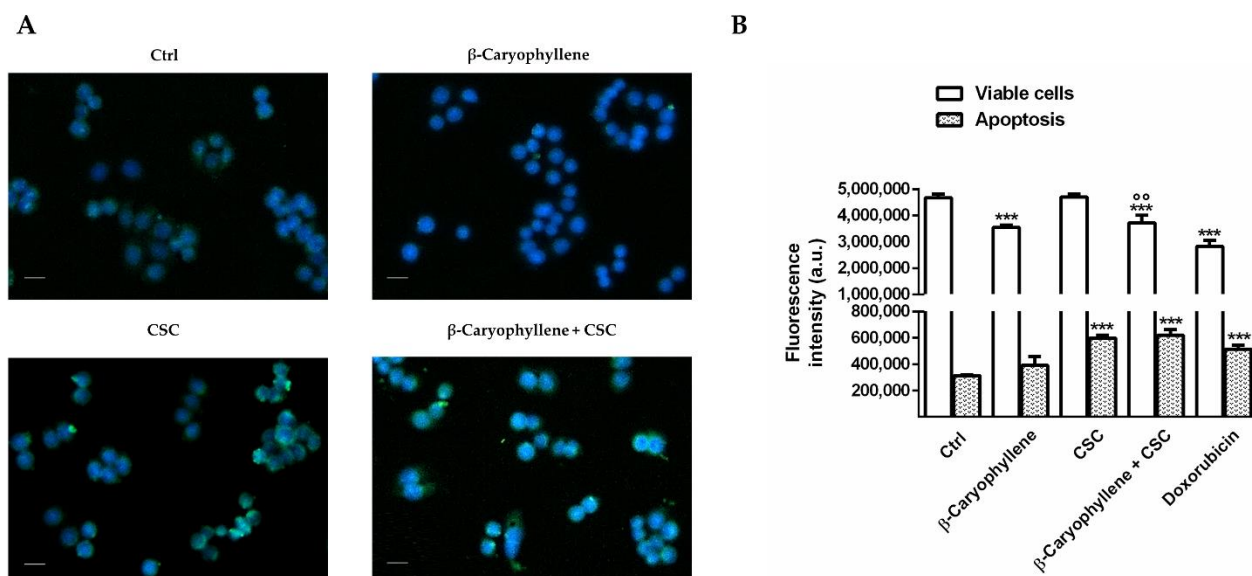 A
Ctrl
β-Caryophyllene
CSC
β-Caryophyllene + CSC
B
Viable cells
Apoptosis
Fluorescence
intensity (a.u.)
5,000,000
4,000,000
3,000,000
2,000,000
1,000,000
800,000
600,000
400,000
200,000
***
°°
***
***
***
***
***
Ctrl
β-Caryophyllene
CSC
β-Caryophyllene + CSC
Doxorubicin